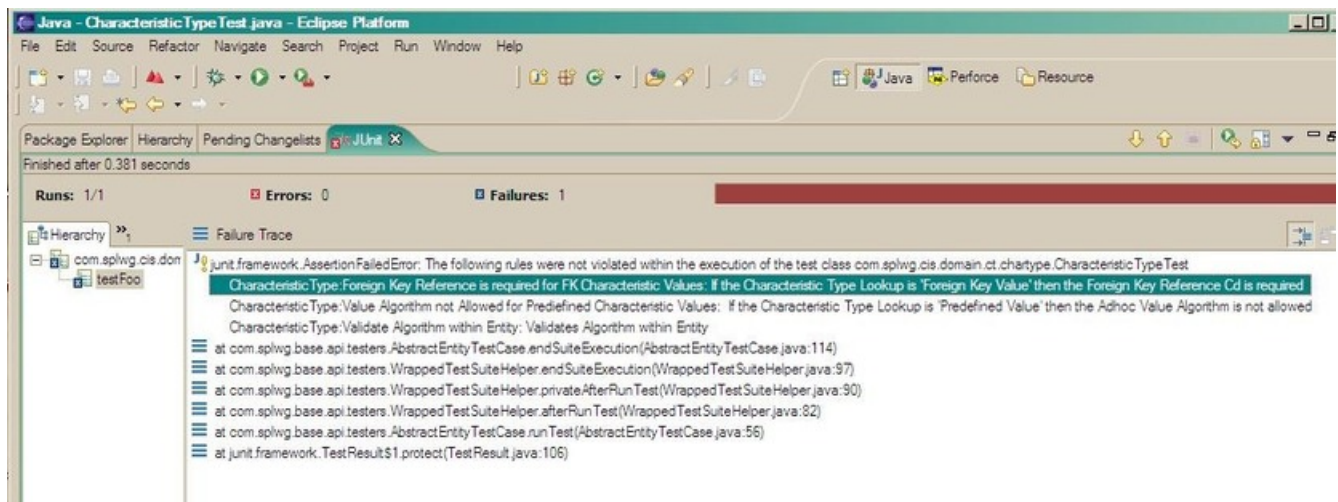 Java - CharacteristicTypeTest.java - Eclipse Platform
File Edit Source Refactor Navigate Search Project Run Window Help
Java Perforce Resource
Package Explorer Hierarchy Pending Changelists JUnit
Finished after 0.381 seconds
Runs: 1/1 Errors: 0 Failures: 1
Hierarchy »1 Failure Trace
com.splwg.cis.dom junit.framework.AssertionFailedError: The following rules were not violated within the execution of the test class com.splwg.cis.domain.ct.chartype.CharacteristicTypeTest
testFoo CharacteristicType:Foreign Key Reference is required for FK Characteristic Values: If the Characteristic Type Lookup is 'Foreign Key Value' then the Foreign Key Reference Cd is required
CharacteristicType:Value Algorithm not Allowed for Predefined Characteristic Values: If the Characteristic Type Lookup is 'Predefined Value' then the Adhoc Value Algorithm is not allowed
CharacteristicType:Validate Algorithm within Entity: Validates Algorithm within Entity
at com.splwg.base.api.testers.AbstractEntityTestCase.endSuiteExecution(AbstractEntityTestCase.java:114)
at com.splwg.base.api.testers.WrappedTestSuiteHelper.endSuiteExecution(WrappedTestSuiteHelper.java:97)
at com.splwg.base.api.testers.WrappedTestSuiteHelper.privateAfterRunTest(WrappedTestSuiteHelper.java:90)
at com.splwg.base.api.testers.WrappedTestSuiteHelper.afterRunTest(WrappedTestSuiteHelper.java:82)
at com.splwg.base.api.testers.AbstractEntityTestCase.runTest(AbstractEntityTestCase.java:56)
at junit.framework.TestResult$1.protect(TestResult.java:106)